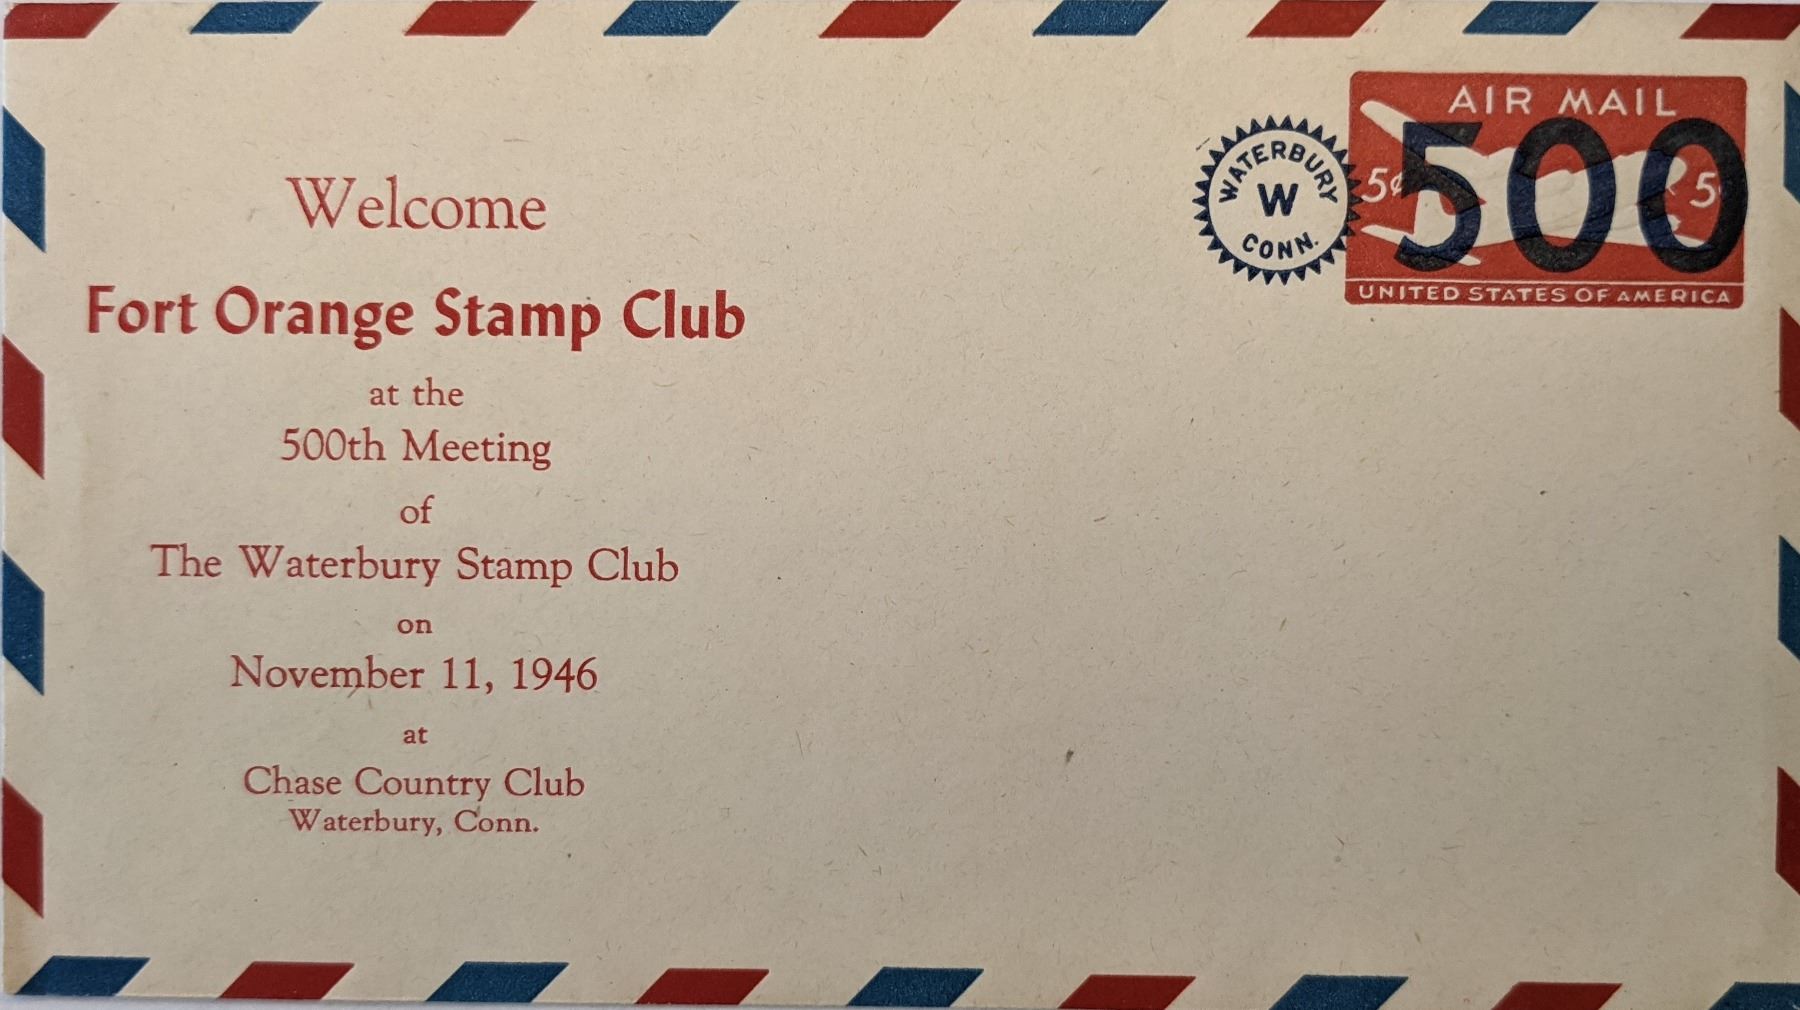 Welcome
Fort Orange Stamp Club
at the
500th Meeting
of
The Waterbury Stamp Club
on
November 11, 1946
at
Chase Country Club
Waterbury, Conn.
WATERBURY
W
CONN.
AIR MAIL
5¢ 500 5
UNITED STATES OF AMERICA